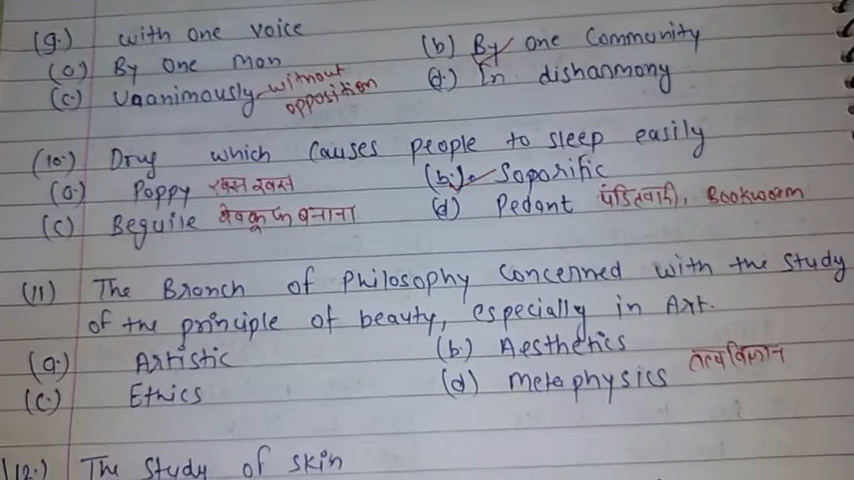 (9.) with one voice
(a) By one man (b) By one Community
(c) Unanimously without opposition (d.) In disharmony
(10.) Drug which causes people to sleep easily
(a.) Poppy खस खस (b.) Soporific
(c) Beguile बेवकूफ बनाना (d) Pedant पंडितवादी, Bookworm
(11) The Branch of Philosophy Concerned with the study
of the principle of beauty, especially in Art.
(a.) Artistic (b.) Aesthetics
(c.) Ethics (d) metaphysics तत्वविज्ञान
(12.) The study of skin